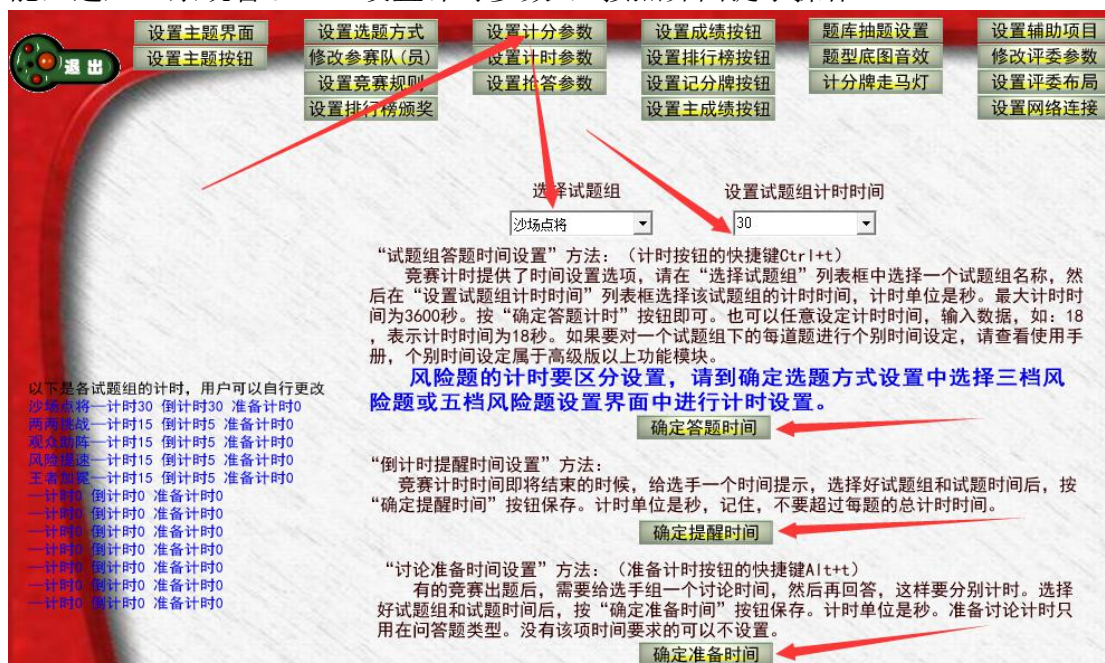 设置主题界面 设置选题方式 设置计分参数 设置成绩按钮 题库抽题设置 设置辅助项目
退出 设置主题按钮 修改参赛队(员) 设置计时参数 设置排行榜按钮 题型底图音效 修改评委参数
设置竞赛规则 设置抢答参数 设置记分牌按钮 计分牌走马灯 设置评委布局
设置排行榜颁奖 设置主成绩按钮 设置网络连接
选择试题组 设置试题组计时时间
沙场点将 30
“试题组答题时间设置”方法：（计时按钮的快捷键Ctrl+t）
竞赛计时提供了时间设置选项，请在“选择试题组”列表框中选择一个试题组名称，然
后在“设置试题组计时时间”列表框选择该试题组的计时时间，计时单位是秒。最大计时时
间为3600秒。按“确定答题计时”按钮即可。也可以任意设定计时时间，输入数据，如：18
，表示计时时间为18秒。如果要对一个试题组下的每道题进行个别时间设定，请查看使用手
册，个别时间设定属于高级版以上功能模块。
风险题的计时要区分设置，请到确定选题方式设置中选择三档风
险题或五档风险题设置界面中进行计时设置。
确定答题时间
“倒计时提醒时间设置”方法：
竞赛计时时间即将结束的时候，给选手一个时间提示，选择好试题组和试题时间后，按
“确定提醒时间”按钮保存。计时单位是秒，记住，不要超过每题的总计时时间。
确定提醒时间
“讨论准备时间设置”方法：（准备计时按钮的快捷键Alt+t）
有的竞赛出题后，需要给选手组一个讨论时间，然后再回答，这样要分别计时。选择
好试题组和试题时间后，按“确定准备时间”按钮保存。计时单位是秒。准备讨论计时只
用在问答题类型。没有该项时间要求的可以不设置。
确定准备时间
以下是各试题组的计时，用户可以自行更改
沙场点将—计时30 倒计时30 准备计时0
两两挑战—计时15 倒计时5 准备计时0
观众助阵—计时15 倒计时5 准备计时0
风险提速—计时15 倒计时5 准备计时0
王者加冕—计时15 倒计时5 准备计时0
—计时0 倒计时0 准备计时0
—计时0 倒计时0 准备计时0
—计时0 倒计时0 准备计时0
—计时0 倒计时0 准备计时0
—计时0 倒计时0 准备计时0
—计时0 倒计时0 准备计时0
—计时0 倒计时0 准备计时0